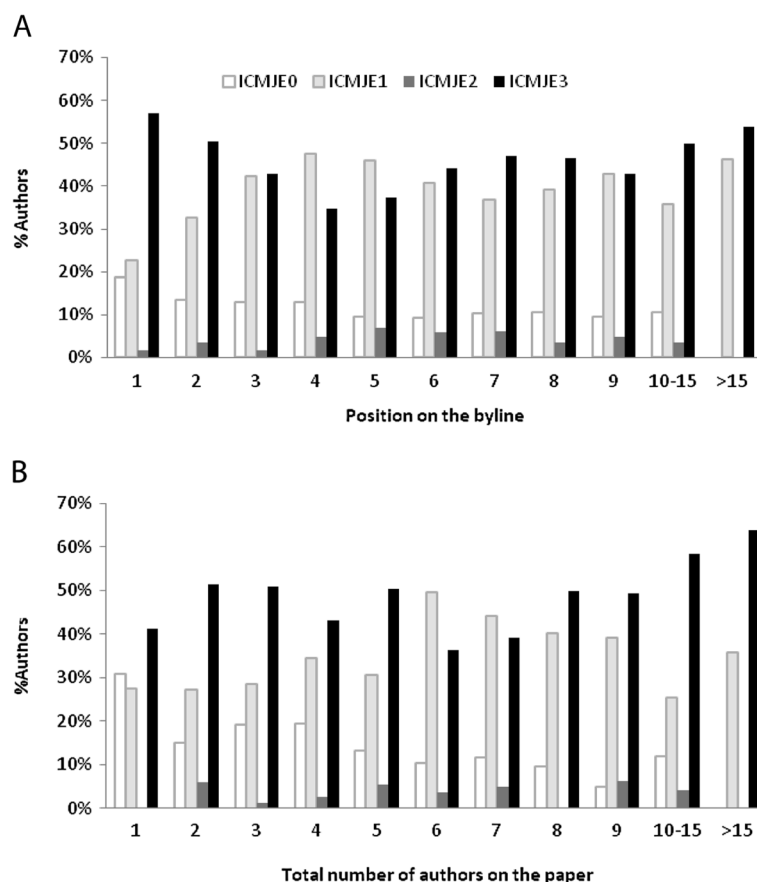 A
70%
ICMJE0 ICMJE1 ICMJE2 ICMJE3
60%
50%
40%
30%
20%
10%
0%
% Authors
1 2 3 4 5 6 7 8 9 10-15 >15
Position on the byline
B
70%
60%
50%
40%
30%
20%
10%
0%
%Authors
1 2 3 4 5 6 7 8 9 10-15 >15
Total number of authors on the paper